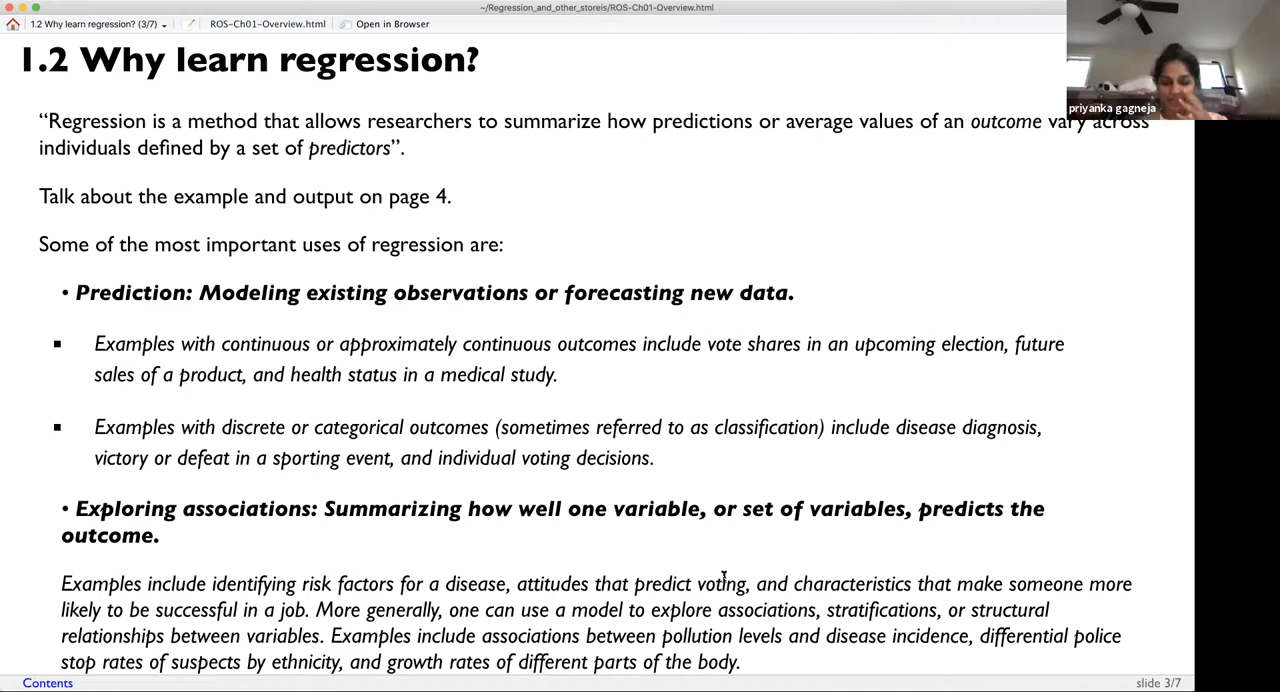 ~/Regression_and_other_storeis/ROS-Ch01-Overview.html
1.2 Why learn regression? (3/7)
ROS-Ch01-Overview.html
Open in Browser
1.2 Why learn regression?
priyanka gagneja
“Regression is a method that allows researchers to summarize how predictions or average values of an outcome vary across
individuals defined by a set of predictors”.
Talk about the example and output on page 4.
Some of the most important uses of regression are:
• Prediction: Modeling existing observations or forecasting new data.
▪ Examples with continuous or approximately continuous outcomes include vote shares in an upcoming election, future
sales of a product, and health status in a medical study.
▪ Examples with discrete or categorical outcomes (sometimes referred to as classification) include disease diagnosis,
victory or defeat in a sporting event, and individual voting decisions.
• Exploring associations: Summarizing how well one variable, or set of variables, predicts the
outcome.
Examples include identifying risk factors for a disease, attitudes that predict voting, and characteristics that make someone more
likely to be successful in a job. More generally, one can use a model to explore associations, stratifications, or structural
relationships between variables. Examples include associations between pollution levels and disease incidence, differential police
stop rates of suspects by ethnicity, and growth rates of different parts of the body.
Contents
slide 3/7